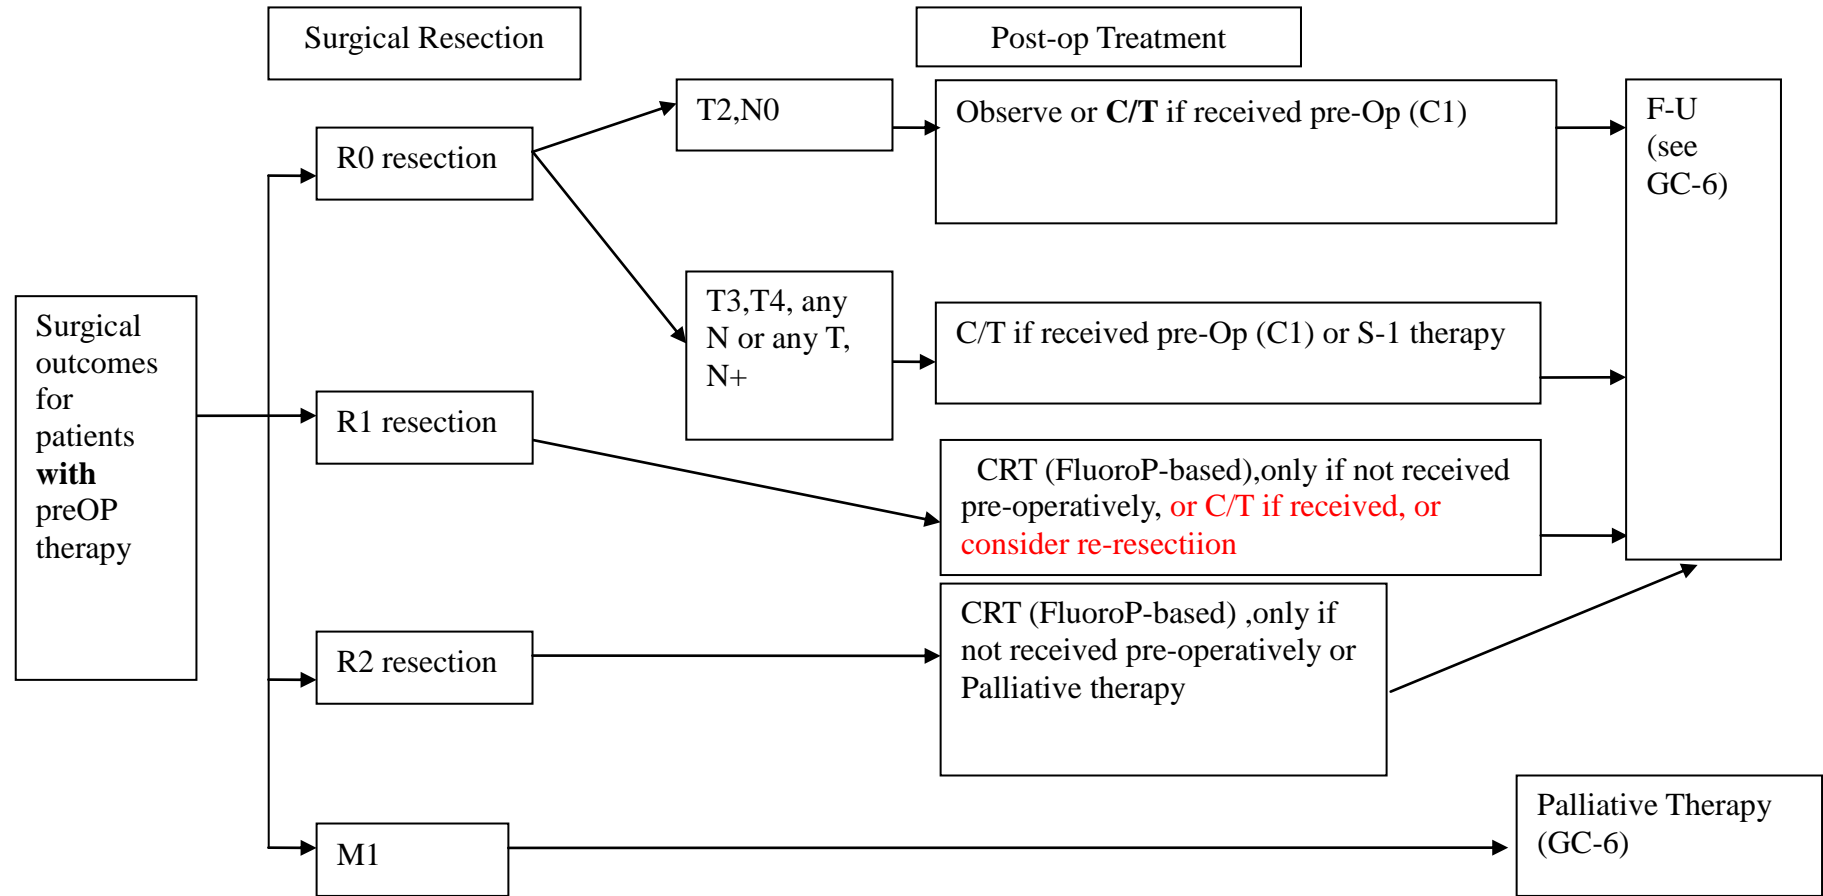 Surgical Resection
Post-op Treatment
Surgical
outcomes
for
patients
with
preOP
therapy
R0 resection
T2,N0
Observe or C/T if received pre-Op (C1)
F-U
(see
GC-6)
T3,T4, any
N or any T,
N+
C/T if received pre-Op (C1) or S-1 therapy
R1 resection
CRT (FluoroP-based),only if not received
pre-operatively, or C/T if received, or
consider re-resectiion
R2 resection
CRT (FluoroP-based) ,only if
not received pre-operatively or
Palliative therapy
M1
Palliative Therapy
(GC-6)